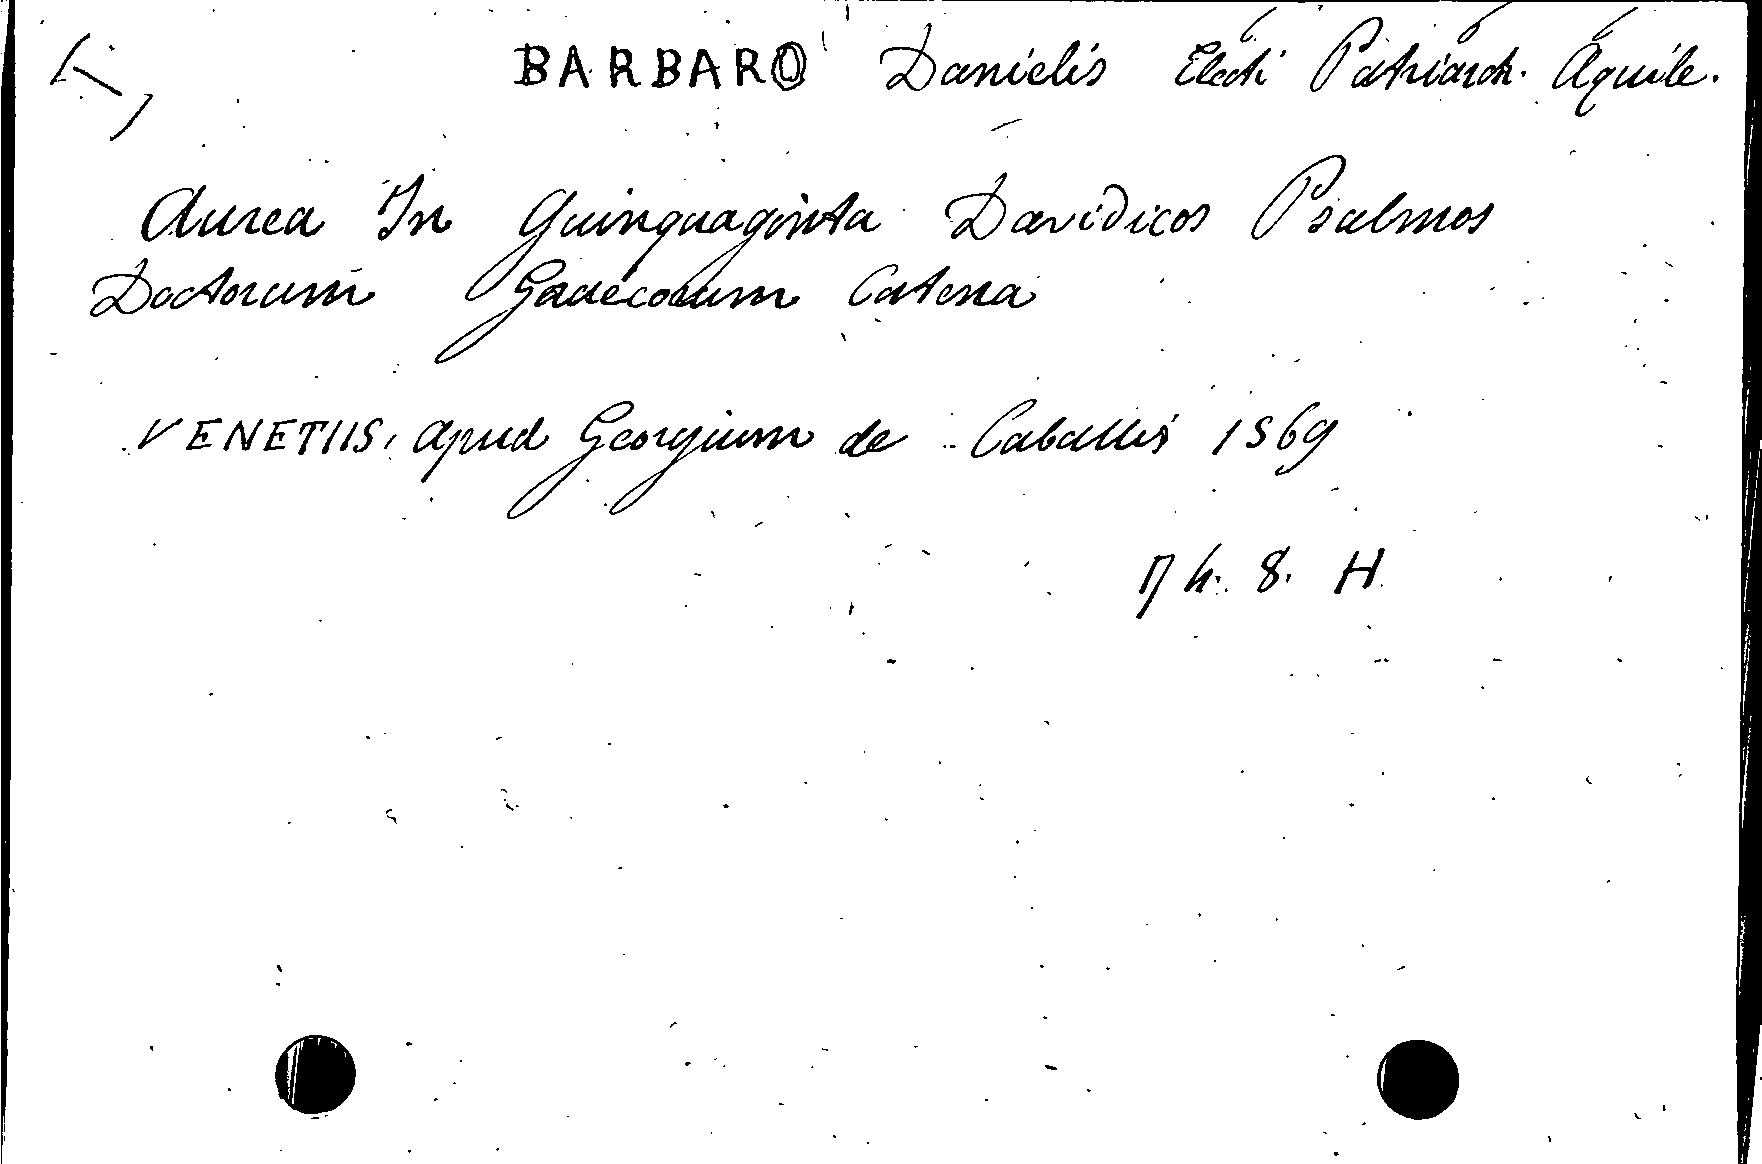 BARBARO Danielis Electi Patriarch. Aquile.
Aurea In Quinquaginta Davidicos Psalmos
Doctorum Graecorum Catena
VENETIIS, apud Georgium de Caballis 1569
8. H